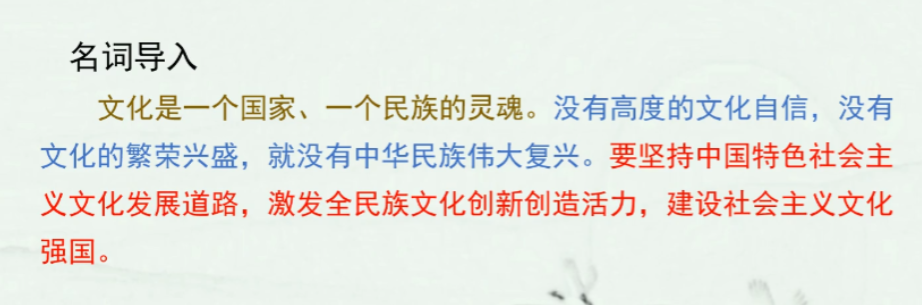 名词导入
文化是一个国家、一个民族的灵魂。没有高度的文化自信，没有
文化的繁荣兴盛，就没有中华民族伟大复兴。要坚持中国特色社会主
义文化发展道路，激发全民族文化创新创造活力，建设社会主义文化
强国。